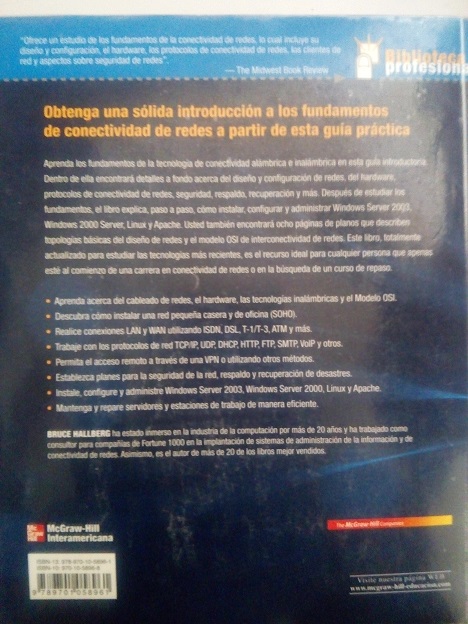 "Ofrece un estudio de los fundamentos de la conectividad de redes, lo cual incluye su
diseño y configuración, el hardware, los protocolos de conectividad de redes, los clientes de
red y aspectos sobre seguridad de redes".
— The Midwest Book Review
Biblioteca
profesional
Obtenga una sólida introducción a los fundamentos
de conectividad de redes a partir de esta guía práctica
Aprenda los fundamentos de la tecnología de conectividad alámbrica e inalámbrica en esta guía introductoria.
Dentro de ella encontrará detalles a fondo acerca del diseño y configuración de redes, del hardware,
protocolos de conectividad de redes, seguridad, respaldo, recuperación y más. Después de estudiar los
fundamentos, el libro explica, paso a paso, cómo instalar, configurar y administrar Windows Server 2003,
Windows 2000 Server, Linux y Apache. Usted también encontrará ocho páginas de planos que describen
topologías básicas del diseño de redes y el modelo OSI de interconectividad de redes. Este libro, totalmente
actualizado para estudiar las tecnologías más recientes, es el recurso ideal para cualquier persona que apenas
esté al comienzo de una carrera en conectividad de redes o en la búsqueda de un curso de repaso.
• Aprenda acerca del cableado de redes, el hardware, las tecnologías inalámbricas y el Modelo OSI.
• Descubra cómo instalar una red pequeña casera y de oficina (SOHO).
• Realice conexiones LAN y WAN utilizando ISDN, DSL, T-1/T-3, ATM y más.
• Trabaje con los protocolos de red TCP/IP, UDP, DHCP, HTTP, FTP, SMTP, VoIP y otros.
• Permita el acceso remoto a través de una VPN o utilizando otros métodos.
• Establezca planes para la seguridad de la red, respaldo y recuperación de desastres.
• Instale, configure y administre Windows Server 2003, Windows Server 2000, Linux y Apache.
• Mantenga y repare servidores y estaciones de trabajo de manera eficiente.
BRUCE HALLBERG ha estado inmerso en la industria de la computación por más de 20 años y ha trabajado como
consultor para compañías de Fortune 1000 en la implantación de sistemas de administración de la información y
conectividad de redes. Asimismo, es el autor de más de 20 de los libros mejor vendidos.
Mc
Graw
Hill
McGraw-Hill
Interamericana
The McGraw-Hill Companies
ISBN-13: 978-970-10-5896-1
ISBN-10: 970-10-5896-8
9789701058961
Visite nuestra página WEB
www.mcgraw-hill-educacion.com